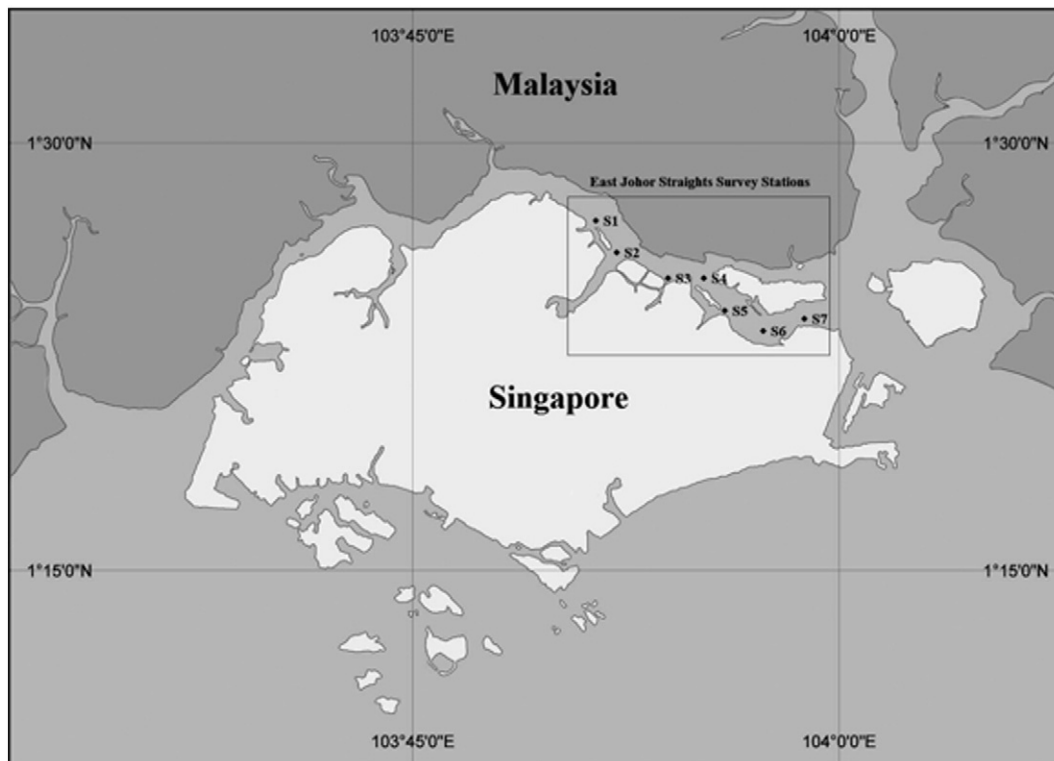 103°45'0"E
104°0'0"E
Malaysia
1°30'0"N
1°30'0"N
East Johor Straights Survey Stations
S1
S2
S3
S4
S5
S6
S7
Singapore
1°15'0"N
1°15'0"N
103°45'0"E
104°0'0"E